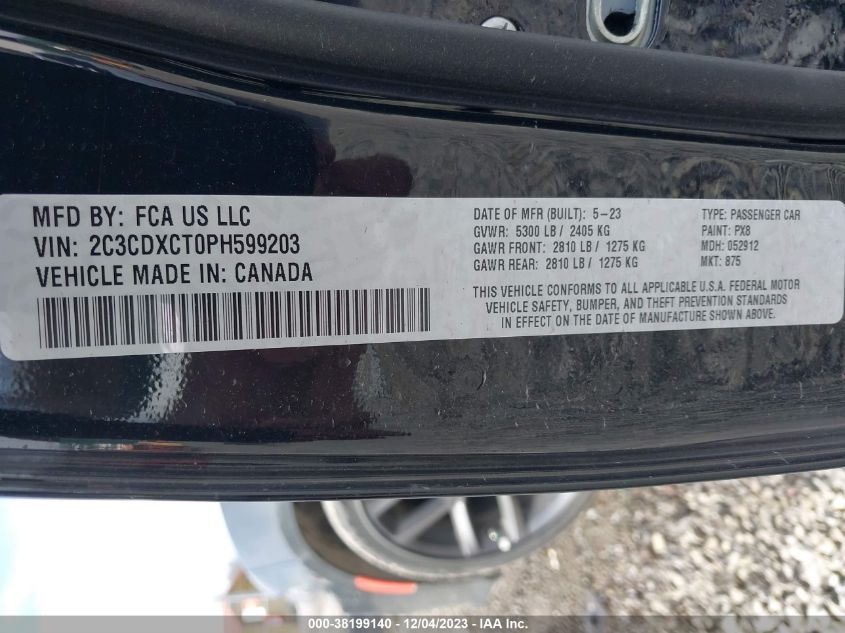 MFD BY: FCA US LLC
VIN: 2C3CDXCT0PH599203
VEHICLE MADE IN: CANADA
DATE OF MFR (BUILT): 5-23
GVWR: 5300 LB / 2405 KG
GAWR FRONT: 2810 LB / 1275 KG
GAWR REAR: 2810 LB / 1275 KG
TYPE: PASSENGER CAR
PAINT: PX8
MDH: 052912
MKT: 875
THIS VEHICLE CONFORMS TO ALL APPLICABLE U.S.A. FEDERAL MOTOR
VEHICLE SAFETY, BUMPER, AND THEFT PREVENTION STANDARDS
IN EFFECT ON THE DATE OF MANUFACTURE SHOWN ABOVE.
000-38199140 - 12/04/2023 - IAA Inc.